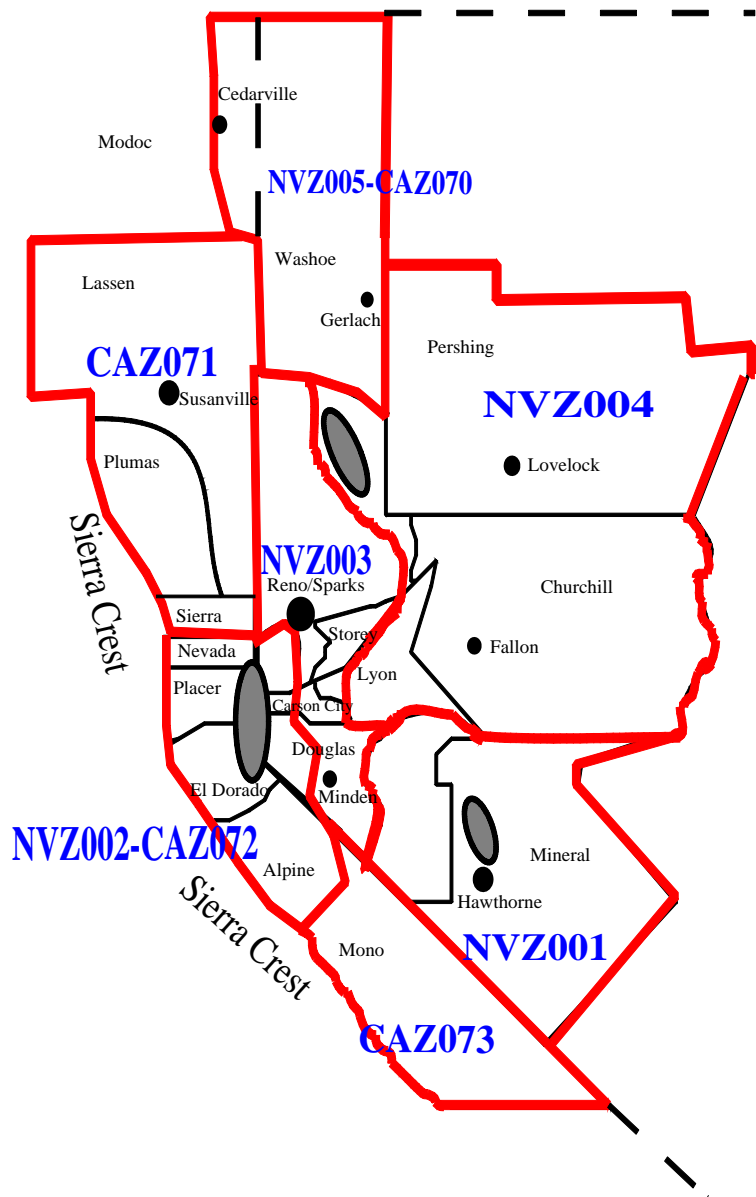 Cedarville
Modoc
NVZ005-CAZ070
Washoe
Lassen
Gerlach
Pershing
CAZ071
Susanville
NVZ004
Plumas
Lovelock
Sierra Crest
NVZ003
Reno/Sparks
Churchill
Sierra
Storey
Nevada
Fallon
Placer
Lyon
Carson City
Douglas
El Dorado
Minden
NVZ002-CAZ072
Mineral
Alpine
Hawthorne
Sierra Crest
Mono
NVZ001
CAZ073